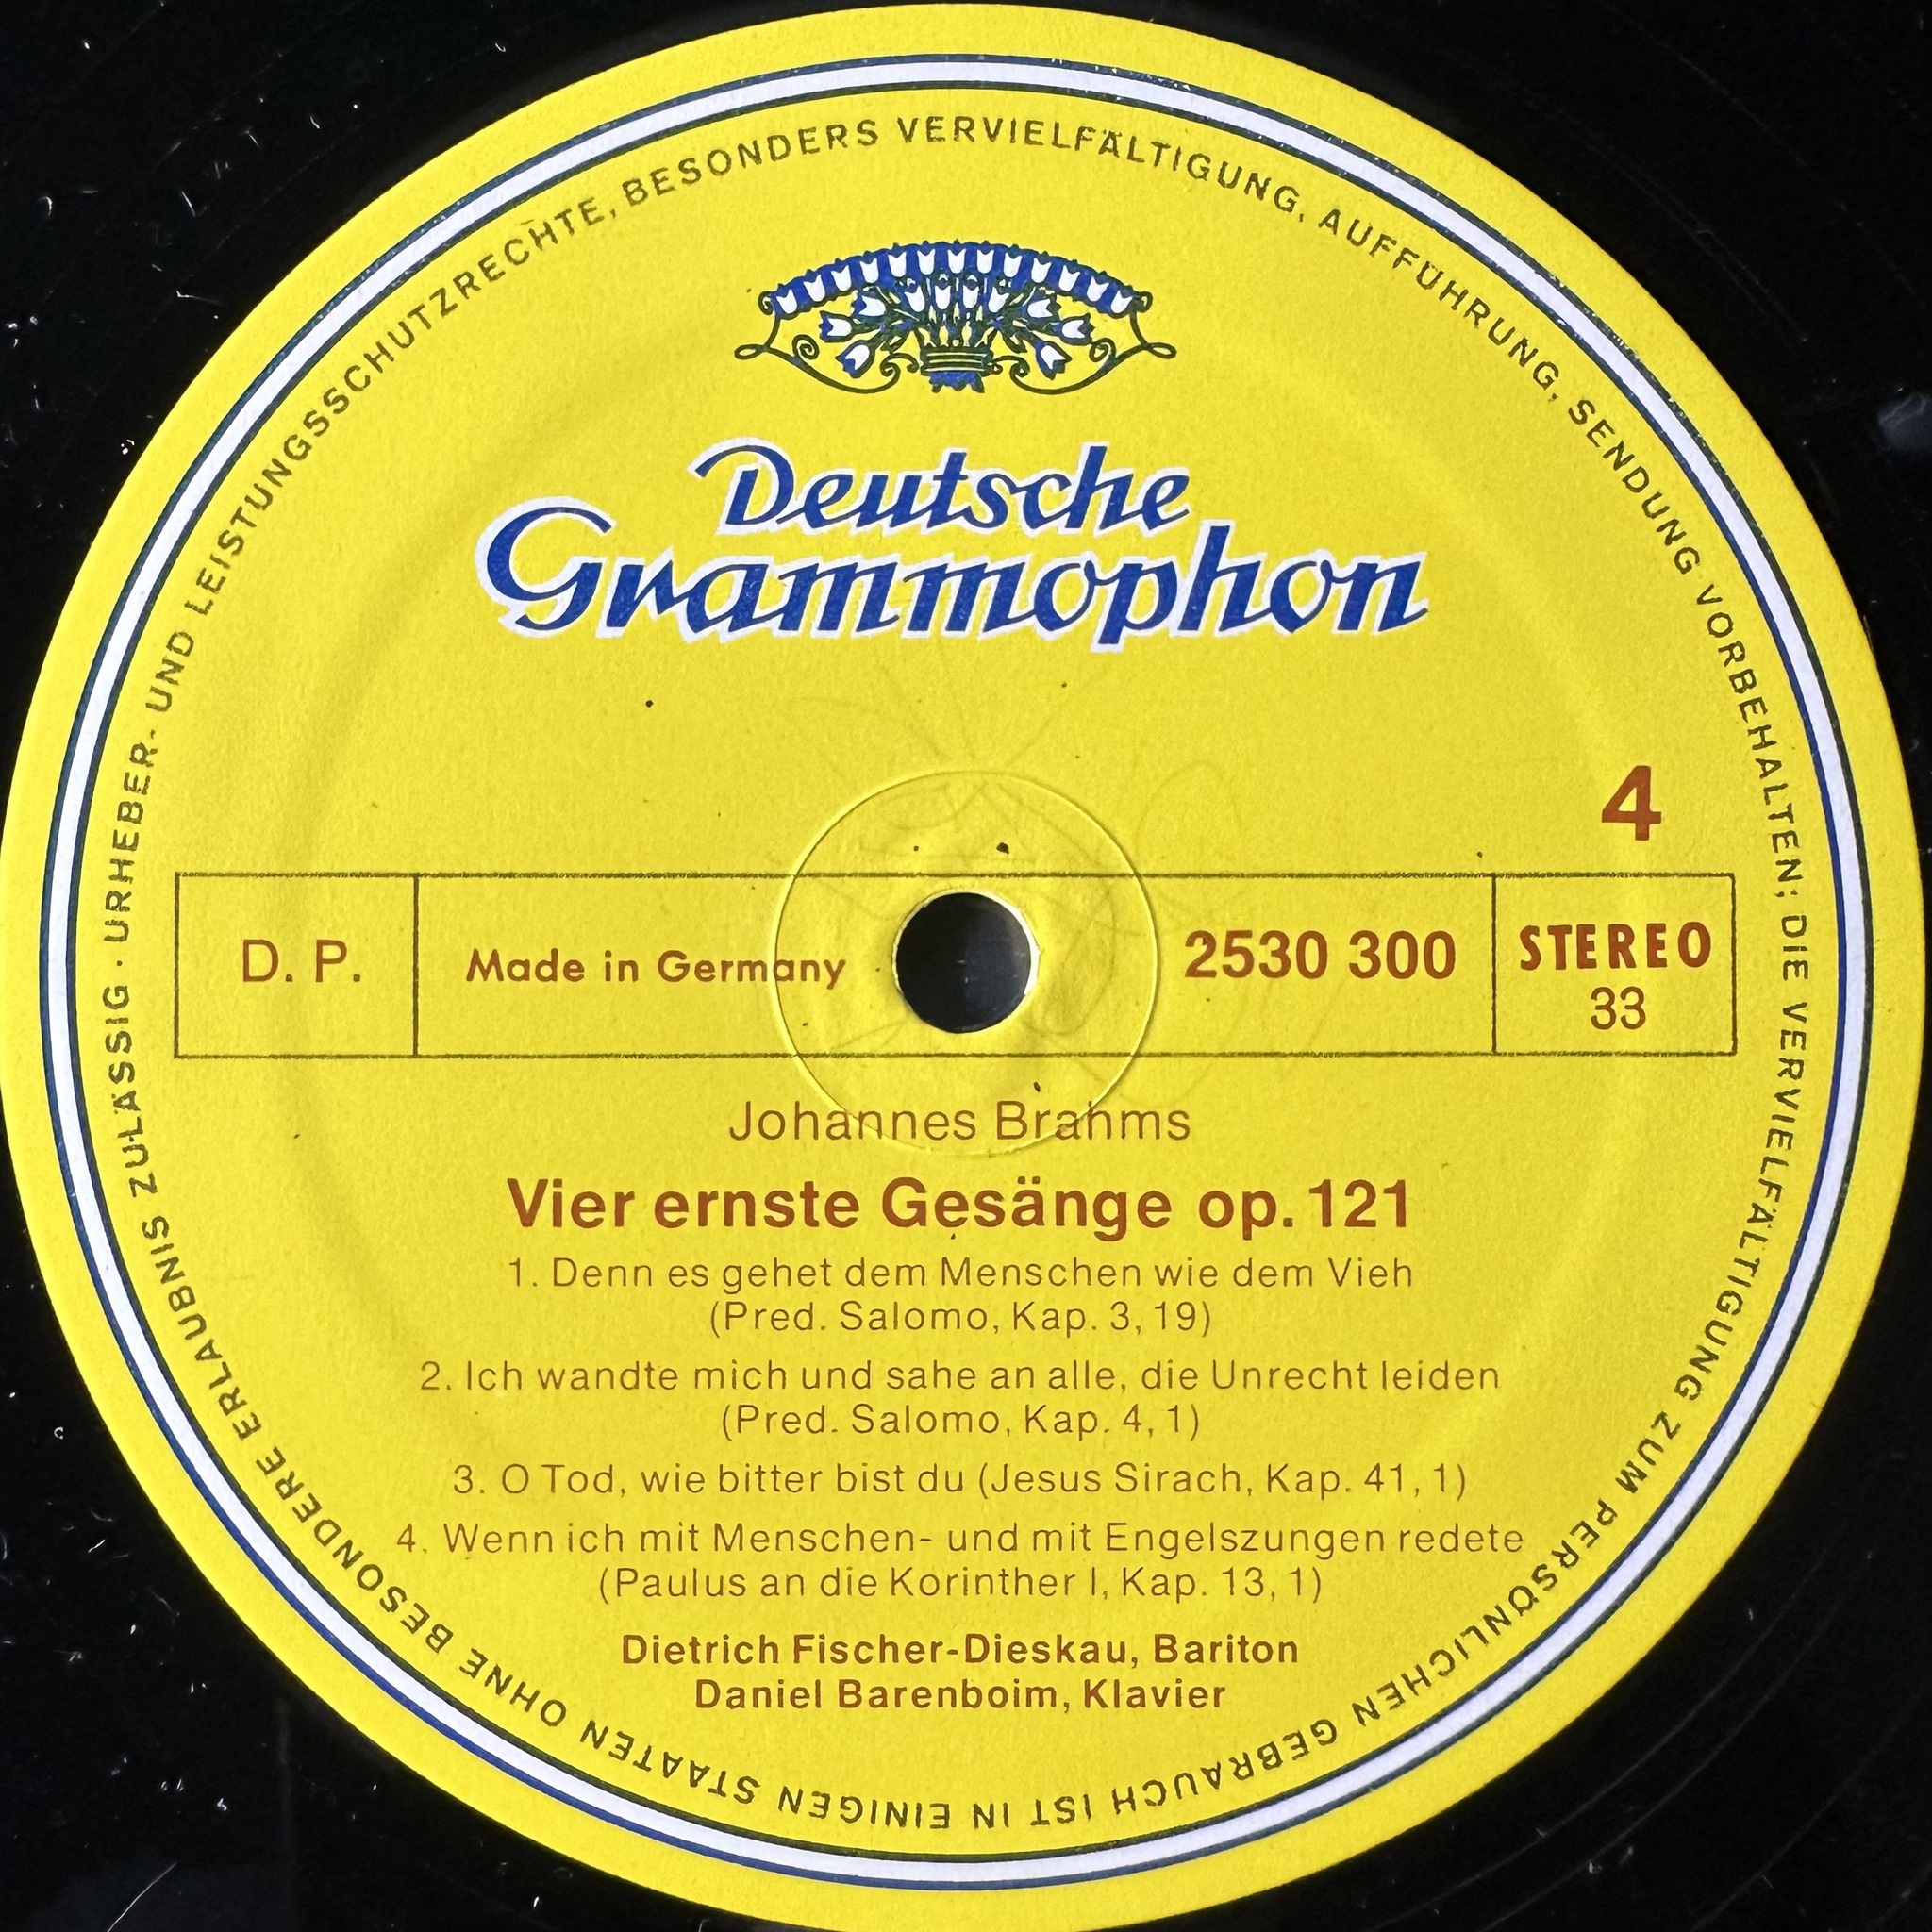 URHEBER- UND LEISTUNGSSCHUTZRECHTE, BESONDERS VERVIELFÄLTIGUNG, AUFFÜHRUNG, SENDUNG VORBEHALTEN; DIE VERVIELFÄLTIGUNG ZUM PERSÖNLICHEN GEBRAUCH IST IN EINIGEN STAATEN OHNE BESONDERE ERLAUBNIS ZULÄSSIG ·
Deutsche
Grammophon
4
D. P.
Made in Germany
2530 300
STEREO
33
Johannes Brahms
Vier ernste Gesänge op. 121
1. Denn es gehet dem Menschen wie dem Vieh
(Pred. Salomo, Kap. 3, 19)
2. Ich wandte mich und sahe an alle, die Unrecht leiden
(Pred. Salomo, Kap. 4, 1)
3. O Tod, wie bitter bist du (Jesus Sirach, Kap. 41, 1)
4. Wenn ich mit Menschen- und mit Engelszungen redete
(Paulus an die Korinther I, Kap. 13, 1)
Dietrich Fischer-Dieskau, Bariton
Daniel Barenboim, Klavier